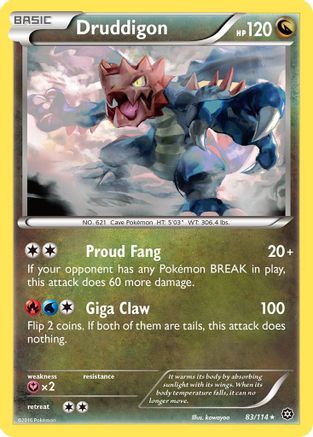 BASIC
Druddigon
HP120
NO. 621 Cave Pokémon HT: 5'03" WT: 306.4 lbs.
Proud Fang 20+
If your opponent has any Pokémon BREAK in play,
this attack does 60 more damage.
Giga Claw 100
Flip 2 coins. If both of them are tails, this attack does
nothing.
weakness resistance
×2
retreat
It warms its body by absorbing
sunlight with its wings. When its
body temperature falls, it can
no longer move.
©2016 Pokémon
Illus. kawayoo 83/114 ★